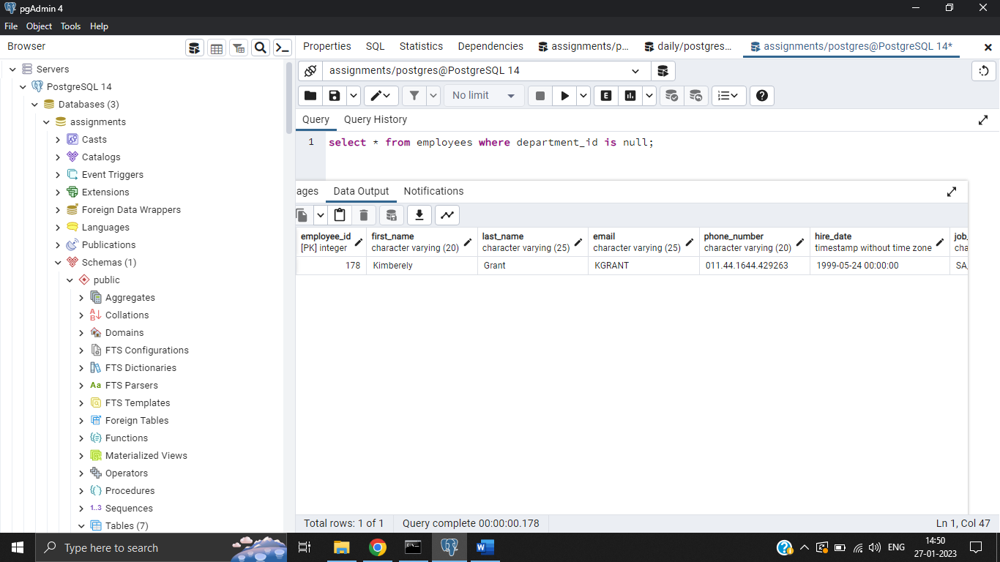 pgAdmin 4
File Object Tools Help
Browser
Properties SQL Statistics Dependencies assignments/p... daily/postgres... assignments/postgres@PostgreSQL 14*
Servers
PostgreSQL 14
Databases (3)
assignments
Casts
Catalogs
Event Triggers
Extensions
Foreign Data Wrappers
Languages
Publications
Schemas (1)
public
Aggregates
Collations
Domains
FTS Configurations
FTS Dictionaries
Aa FTS Parsers
FTS Templates
Foreign Tables
Functions
Materialized Views
Operators
Procedures
1..3 Sequences
Tables (7)
assignments/postgres@PostgreSQL 14
No limit E
Query Query History
1 select * from employees where department_id is null;
ages Data Output Notifications
employee_id first_name last_name email phone_number hire_date job_
[PK] integer character varying (20) character varying (25) character varying (25) character varying (20) timestamp without time zone cha
178 Kimberely Grant KGRANT 011.44.1644.429263 1999-05-24 00:00:00 SA_
Total rows: 1 of 1 Query complete 00:00:00.178 Ln 1, Col 47
Type here to search
ENG
14:50
27-01-2023